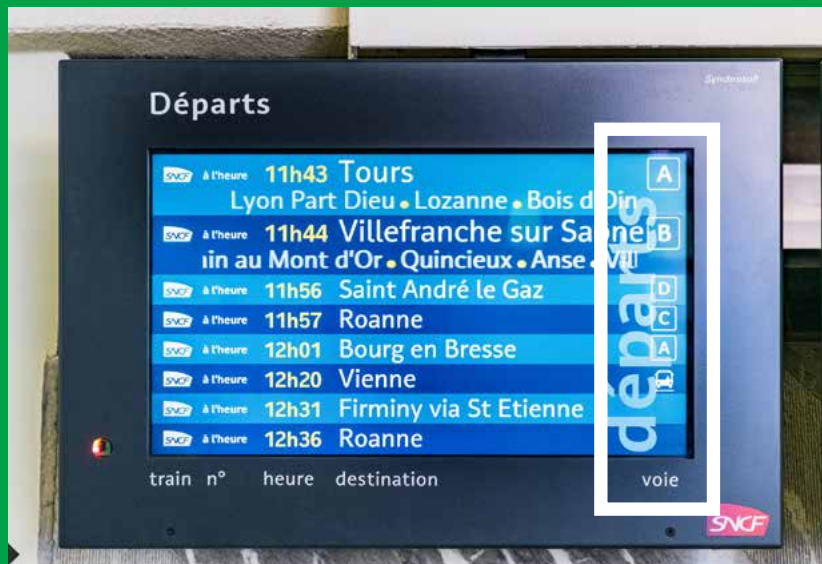 Syndesoft
Départs
SNCF à l'heure 11h43 Tours A
Lyon Part Dieu • Lozanne • Bois d'Oin
SNCF à l'heure 11h44 Villefranche sur Saône B
in au Mont d'Or • Quincieux • Anse • Vill
SNCF à l'heure 11h56 Saint André le Gaz D
SNCF à l'heure 11h57 Roanne C
SNCF à l'heure 12h01 Bourg en Bresse A
SNCF à l'heure 12h20 Vienne
SNCF à l'heure 12h31 Firminy via St Etienne
SNCF à l'heure 12h36 Roanne
départs
train n° heure destination voie
SNCF